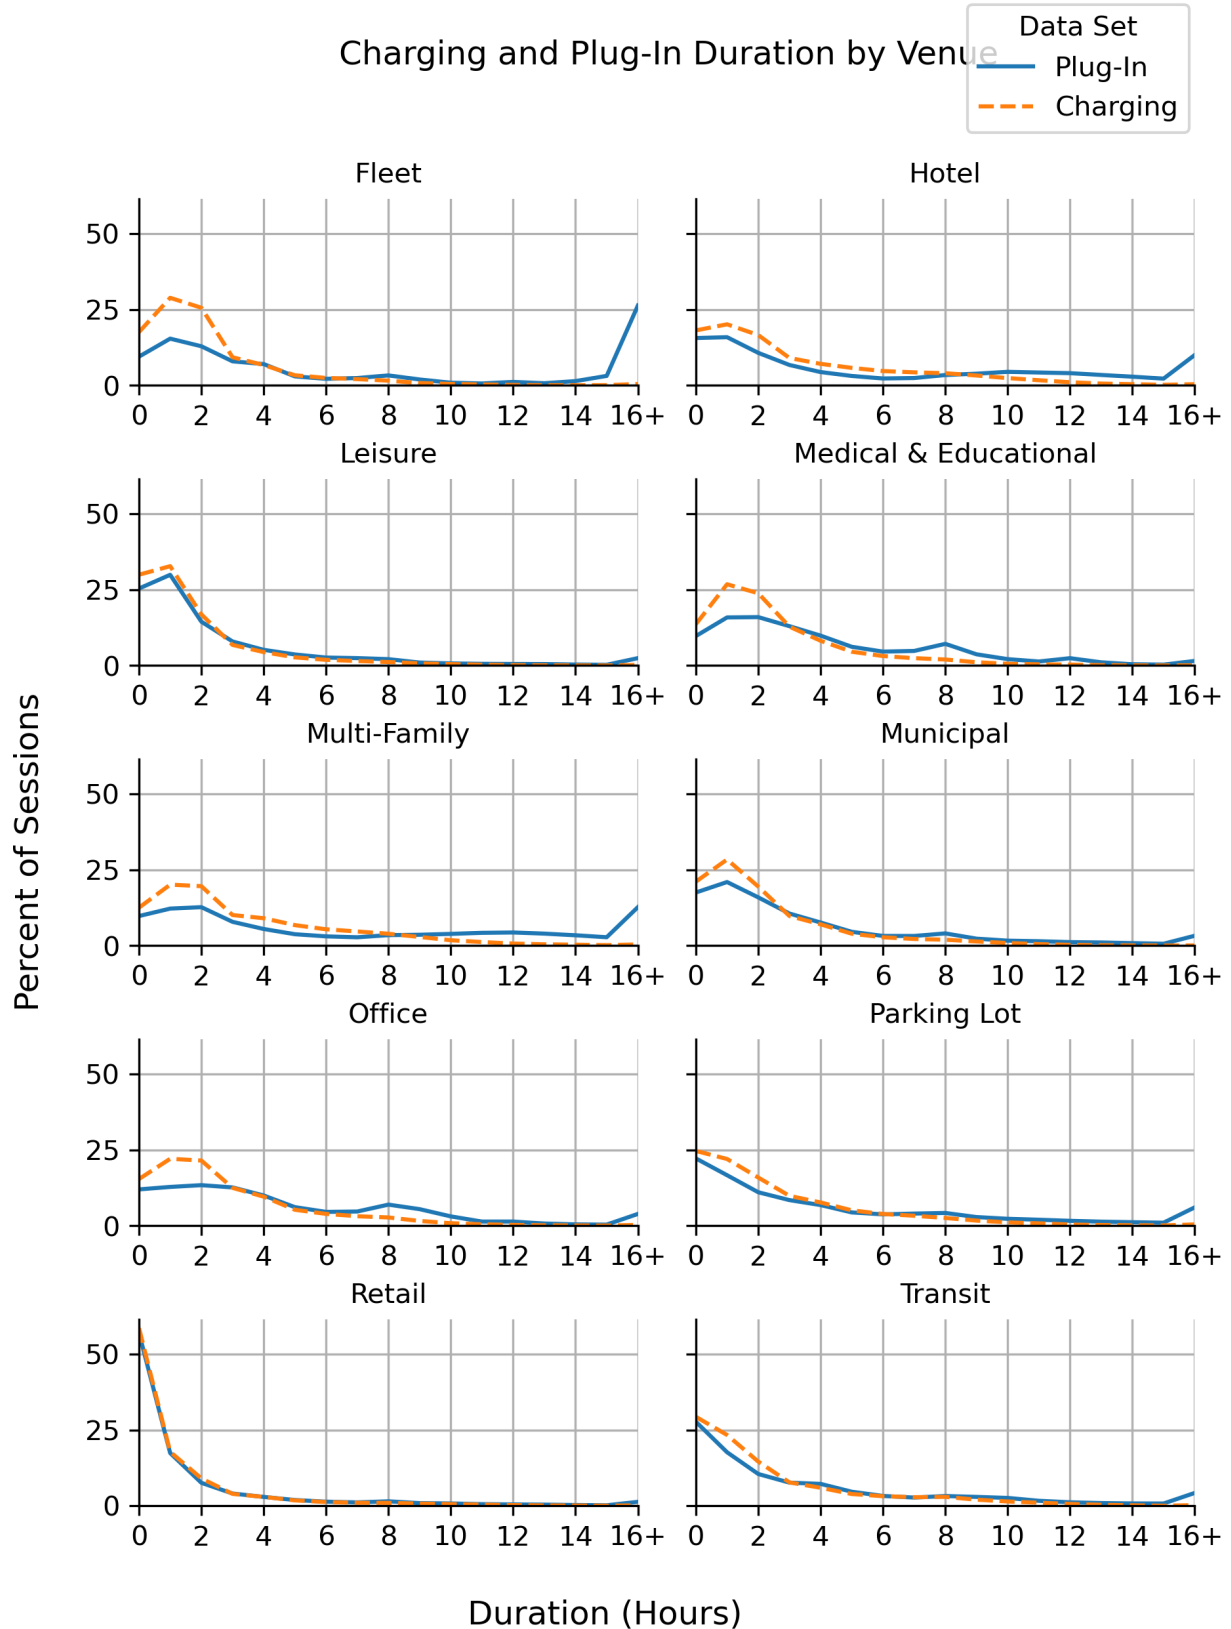 Charging and Plug-In Duration by Venue
Data Set
Plug-In
Charging
Fleet
50
25
0
0 2 4 6 8 10 12 14 16+
Hotel
0 2 4 6 8 10 12 14 16+
Leisure
50
25
0
0 2 4 6 8 10 12 14 16+
Medical & Educational
0 2 4 6 8 10 12 14 16+
Multi-Family
50
25
0
0 2 4 6 8 10 12 14 16+
Municipal
0 2 4 6 8 10 12 14 16+
Office
50
25
0
0 2 4 6 8 10 12 14 16+
Parking Lot
0 2 4 6 8 10 12 14 16+
Retail
50
25
0
0 2 4 6 8 10 12 14 16+
Transit
0 2 4 6 8 10 12 14 16+
Percent of Sessions
Duration (Hours)